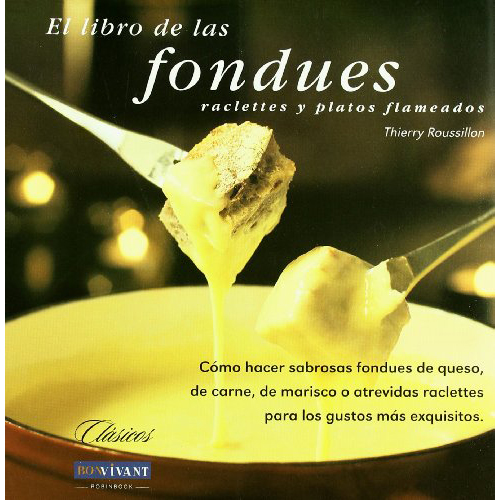 El libro de las
fondues
raclettes y platos flameados
Thierry Roussillon
Cómo hacer sabrosas fondues de queso,
de carne, de marisco o atrevidas raclettes
para los gustos más exquisitos.
Clásicos
BON VIVANT
ROBINBOOK